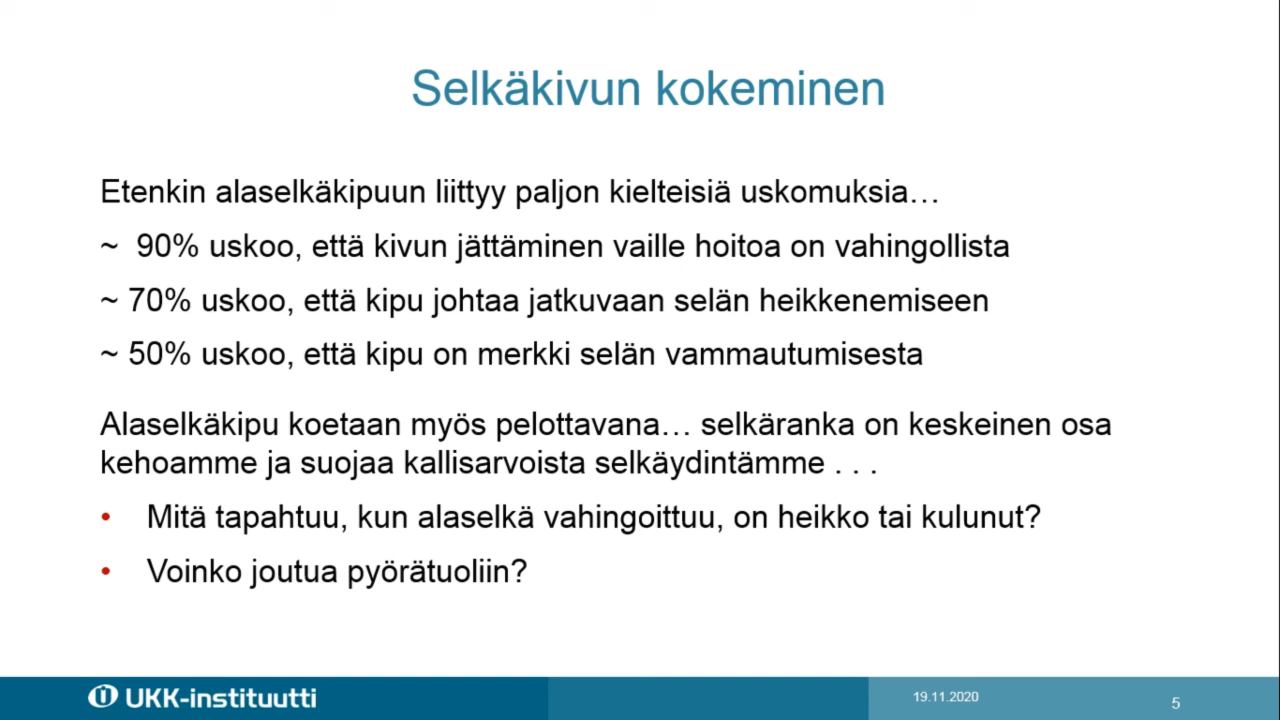 Selkäkivun kokeminen
Etenkin alaselkäkipuun liittyy paljon kielteisiä uskomuksia…
~ 90% uskoo, että kivun jättäminen vaille hoitoa on vahingollista
~ 70% uskoo, että kipu johtaa jatkuvaan selän heikkenemiseen
~ 50% uskoo, että kipu on merkki selän vammautumisesta
Alaselkäkipu koetaan myös pelottavana… selkäranka on keskeinen osa
kehoamme ja suojaa kallisarvoista selkäydintämme . . .
• Mitä tapahtuu, kun alaselkä vahingoittuu, on heikko tai kulunut?
• Voinko joutua pyörätuoliin?
UKK-instituutti
19.11.2020
5